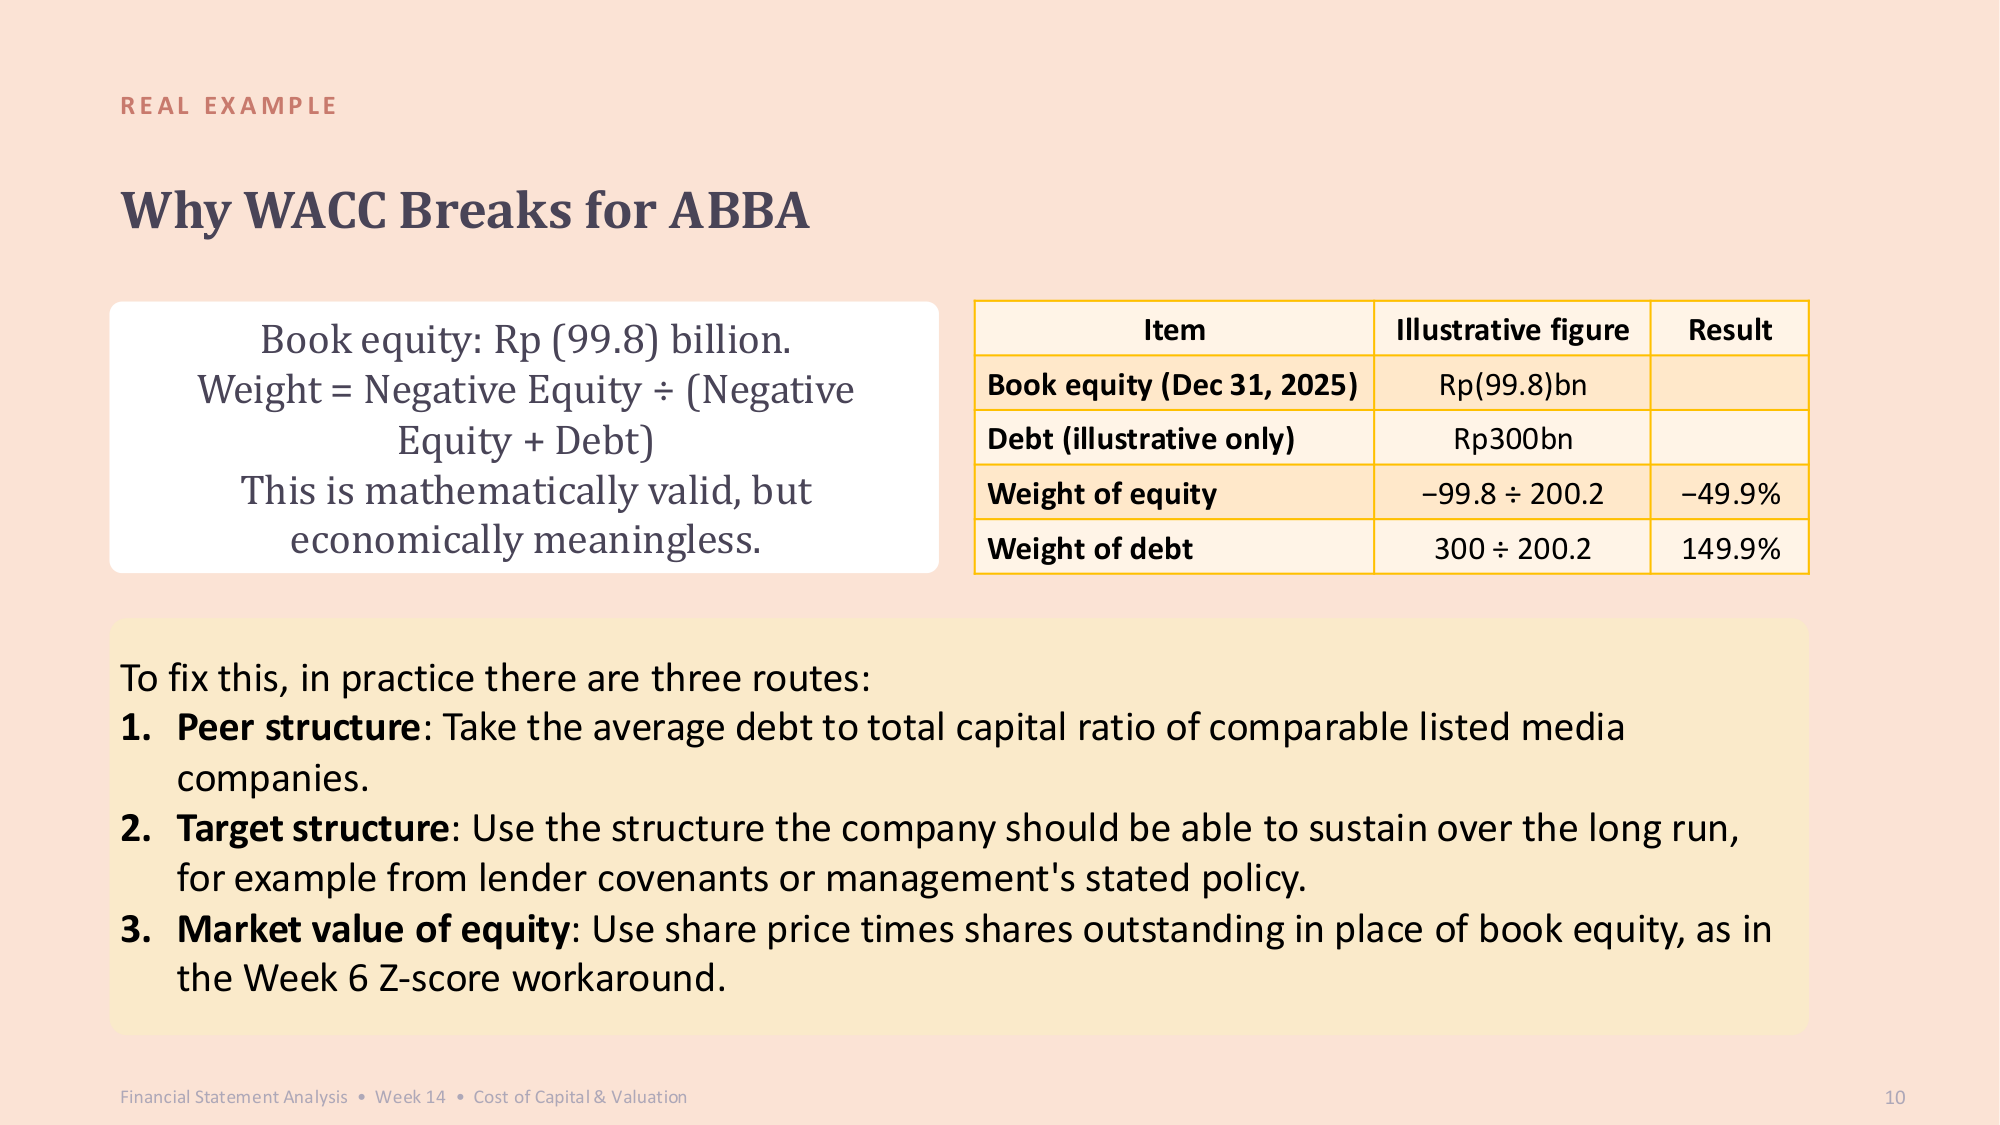 REAL EXAMPLE
Why WACC Breaks for ABBA
Book equity: Rp (99.8) billion.
Weight = Negative Equity ÷ (Negative
Equity + Debt)
This is mathematically valid, but
economically meaningless.
Item Illustrative figure Result
Book equity (Dec 31, 2025) Rp(99.8)bn
Debt (illustrative only) Rp300bn
Weight of equity −99.8 ÷ 200.2 −49.9%
Weight of debt 300 ÷ 200.2 149.9%
To fix this, in practice there are three routes:
1. Peer structure: Take the average debt to total capital ratio of comparable listed media
companies.
2. Target structure: Use the structure the company should be able to sustain over the long run,
for example from lender covenants or management's stated policy.
3. Market value of equity: Use share price times shares outstanding in place of book equity, as in
the Week 6 Z-score workaround.
Financial Statement Analysis • Week 14 • Cost of Capital & Valuation
10